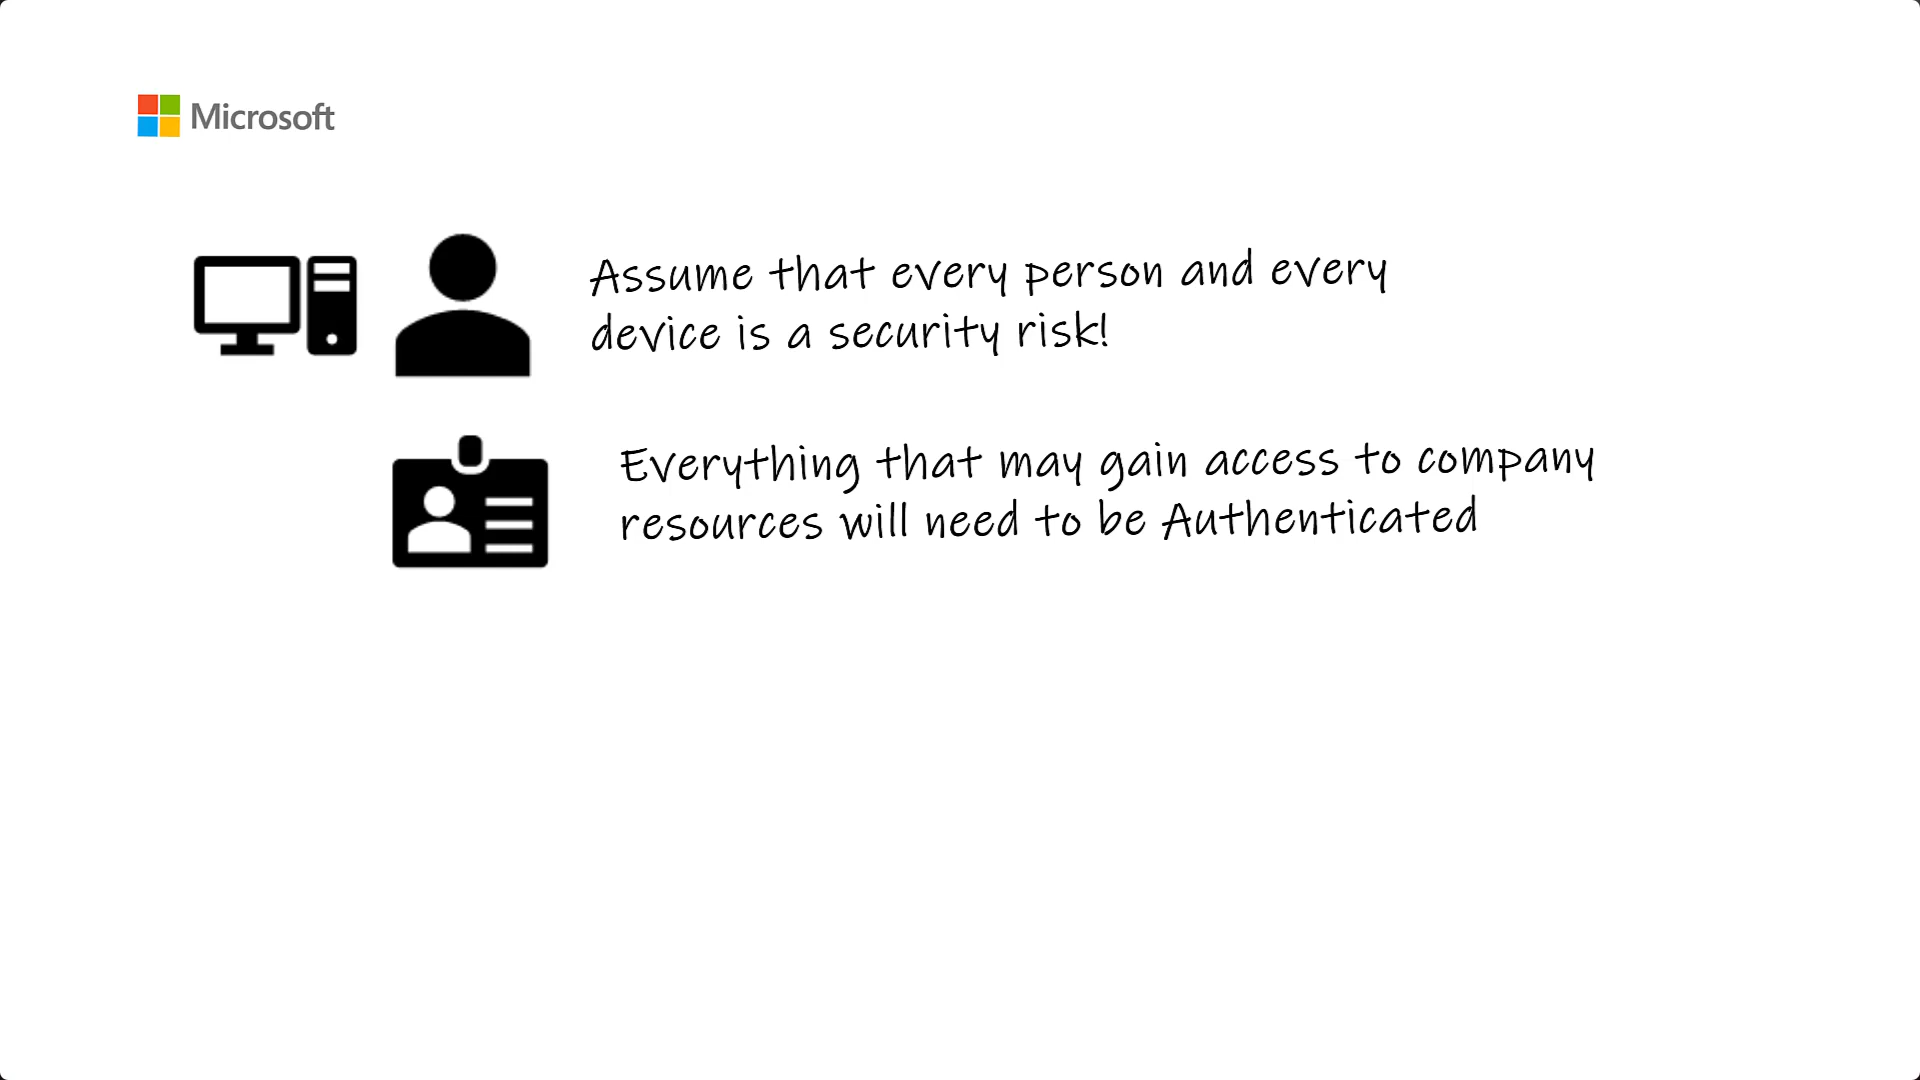 Microsoft
Assume that every person and every
device is a security risk!
Everything that may gain access to company
resources will need to be Authenticated